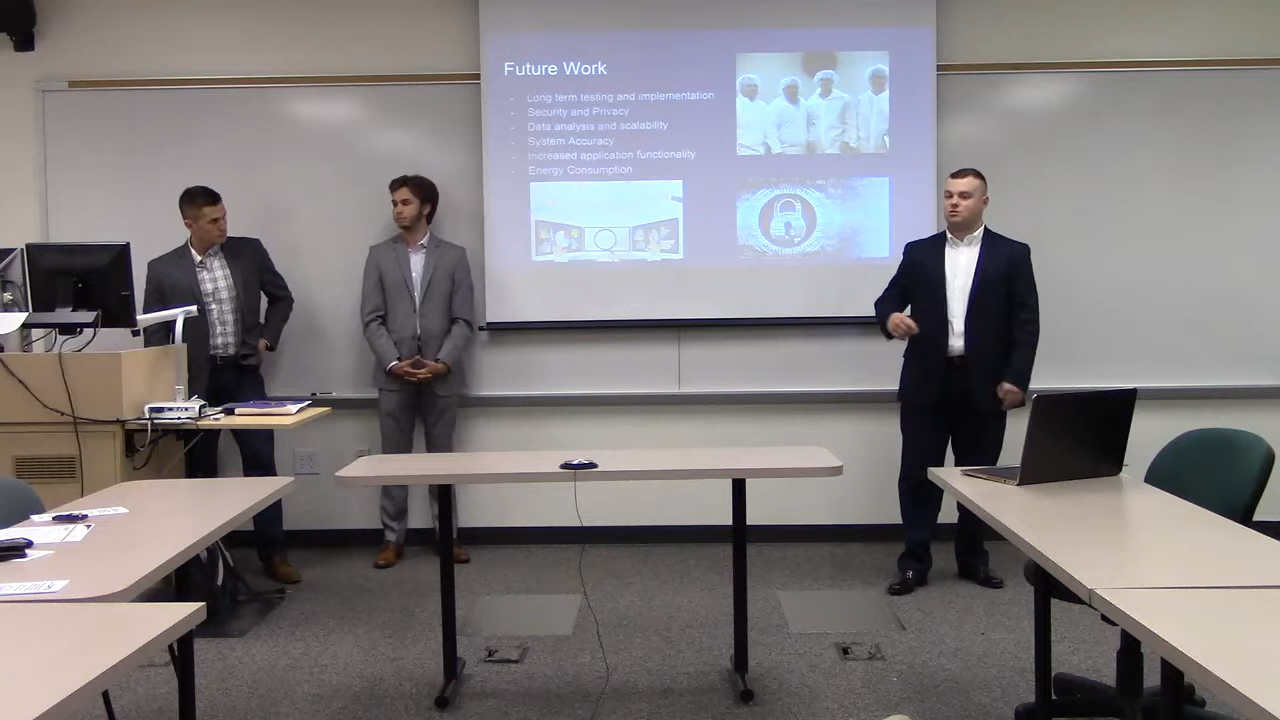 Future Work
- Long term testing and implementation
- Security and Privacy
- Data analysis and scalability
- System Accuracy
- Increased application functionality
- Energy Consumption